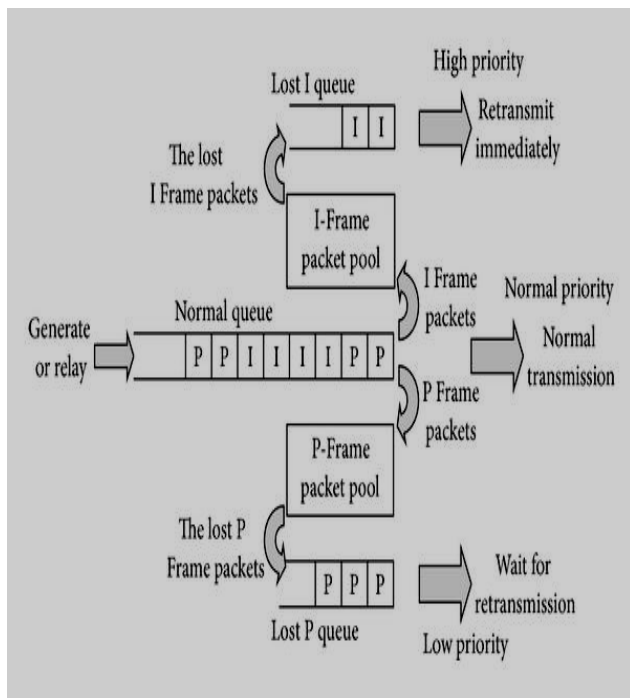 High priority
Lost I queue
I I
Retransmit
immediately
The lost
I Frame packets
I-Frame
packet pool
I Frame
packets
Normal priority
Normal queue
Generate
or relay
P P I I I I P P
Normal
transmission
P Frame
packets
P-Frame
packet pool
The lost P
Frame packets
P P P
Wait for
retransmission
Lost P queue
Low priority